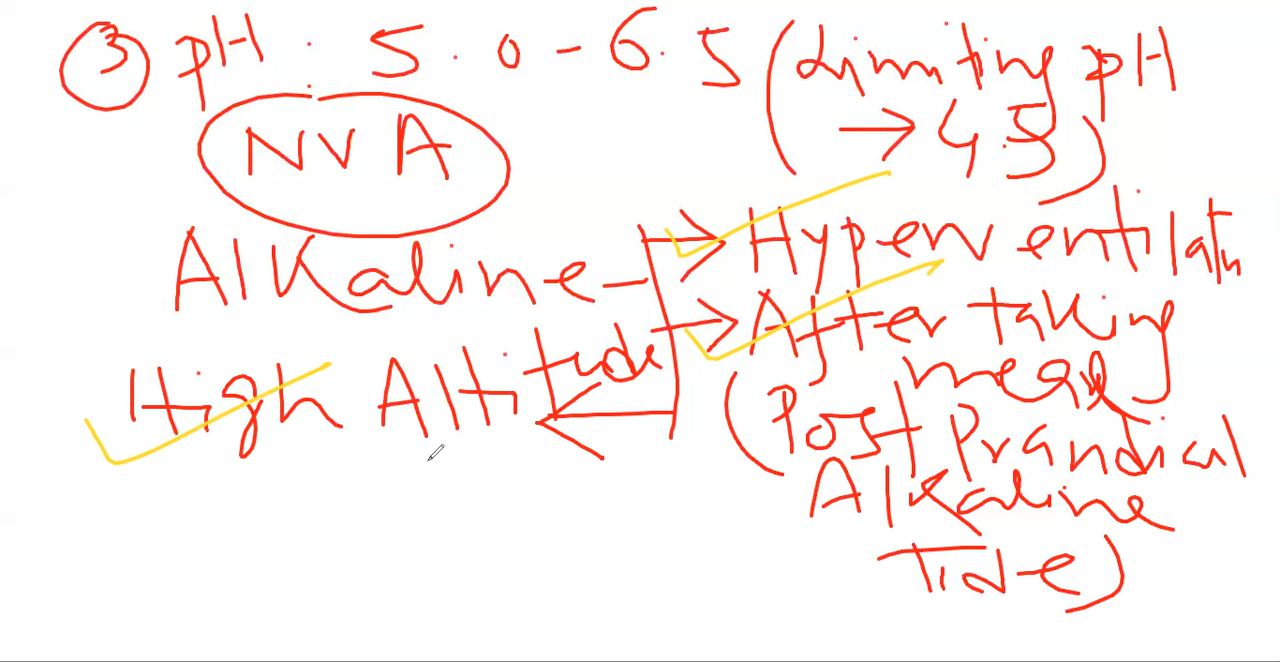 ③ pH : 5.0-6.5 (Limiting pH
→ 4.5)
NVA
Alkaline → Hyperventilatn
→ After taking
meal
(Post Prandial
Alkaline
Tide)
High Altitude